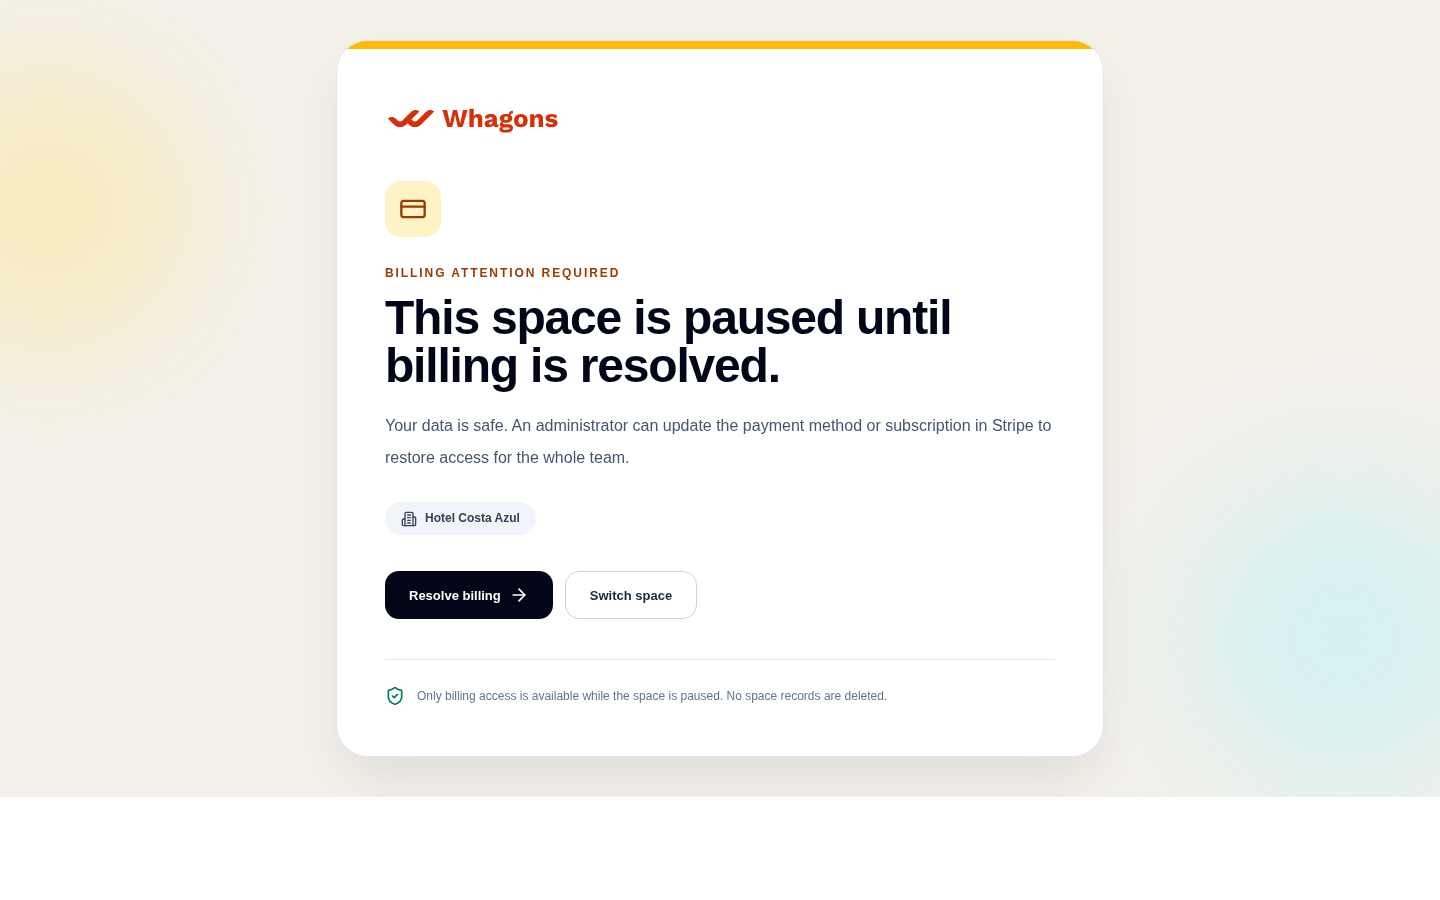 Whagons
BILLING ATTENTION REQUIRED
This space is paused until
billing is resolved.
Your data is safe. An administrator can update the payment method or subscription in Stripe to
restore access for the whole team.
Hotel Costa Azul
Resolve billing
Switch space
Only billing access is available while the space is paused. No space records are deleted.